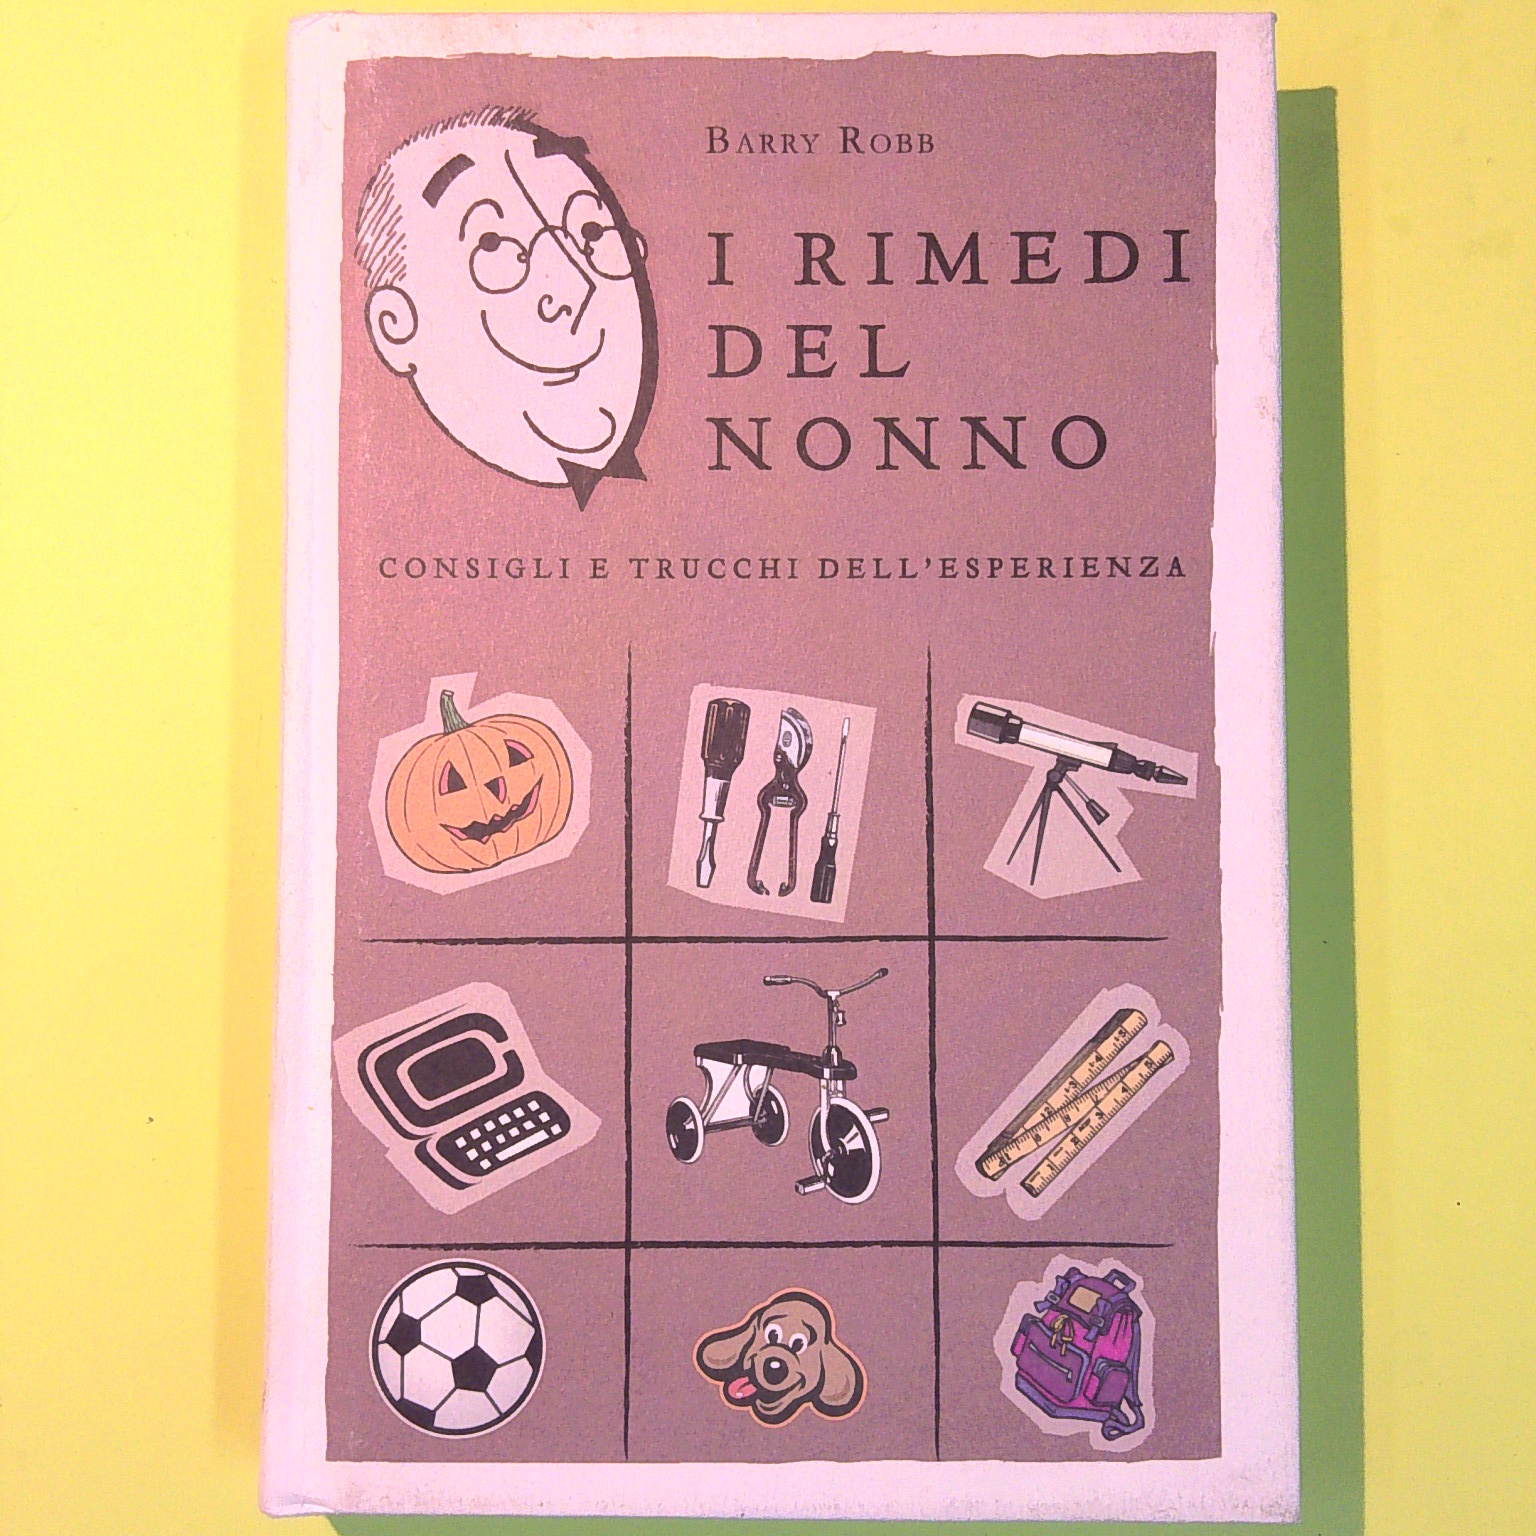 BARRY ROBB
I RIMEDI
DEL
NONNO
CONSIGLI E TRUCCHI DELL'ESPERIENZA